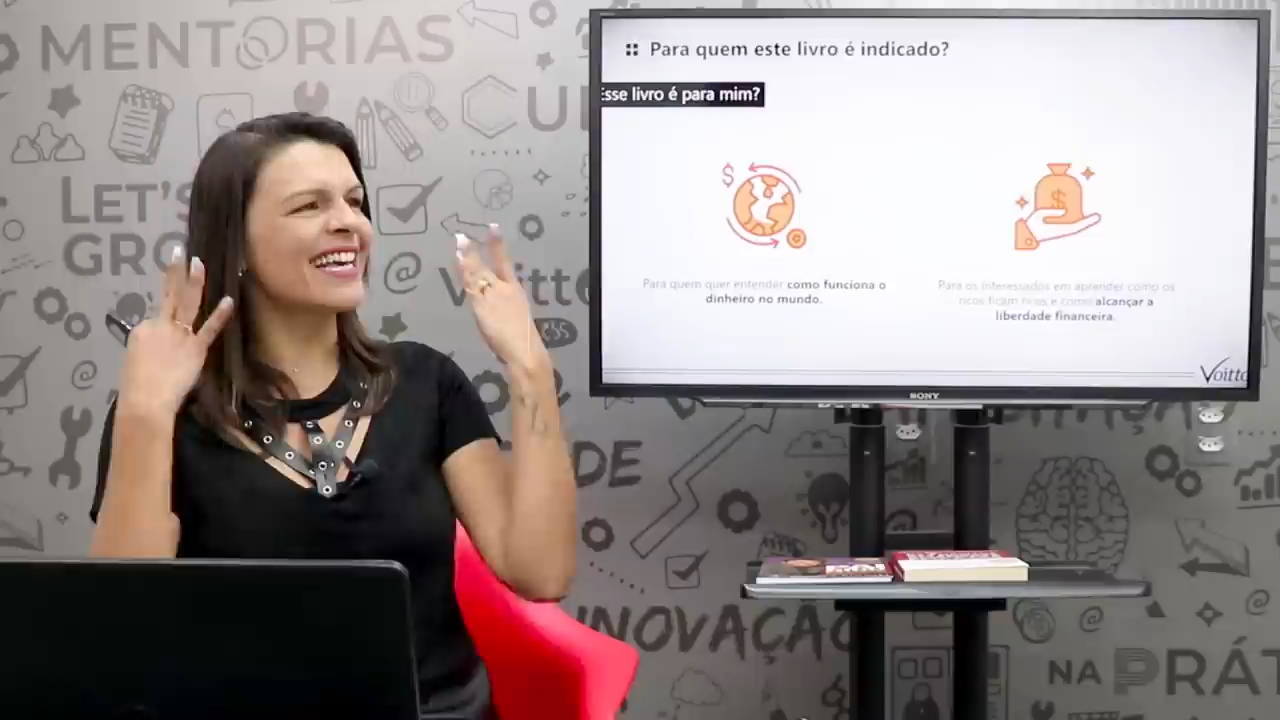 MENTORIAS
Para quem este livro é indicado?
Esse livro é para mim?
CU
LET'S
GRO
@
Voitto
$
$
Para quem quer entender como funciona o
dinheiro no mundo.
Para os interessados em aprender como os
ricos ficam ricos e como alcançar a
liberdade financeira.
Voitto
SONY
DE
INOVAÇÃO
NA PRÁT